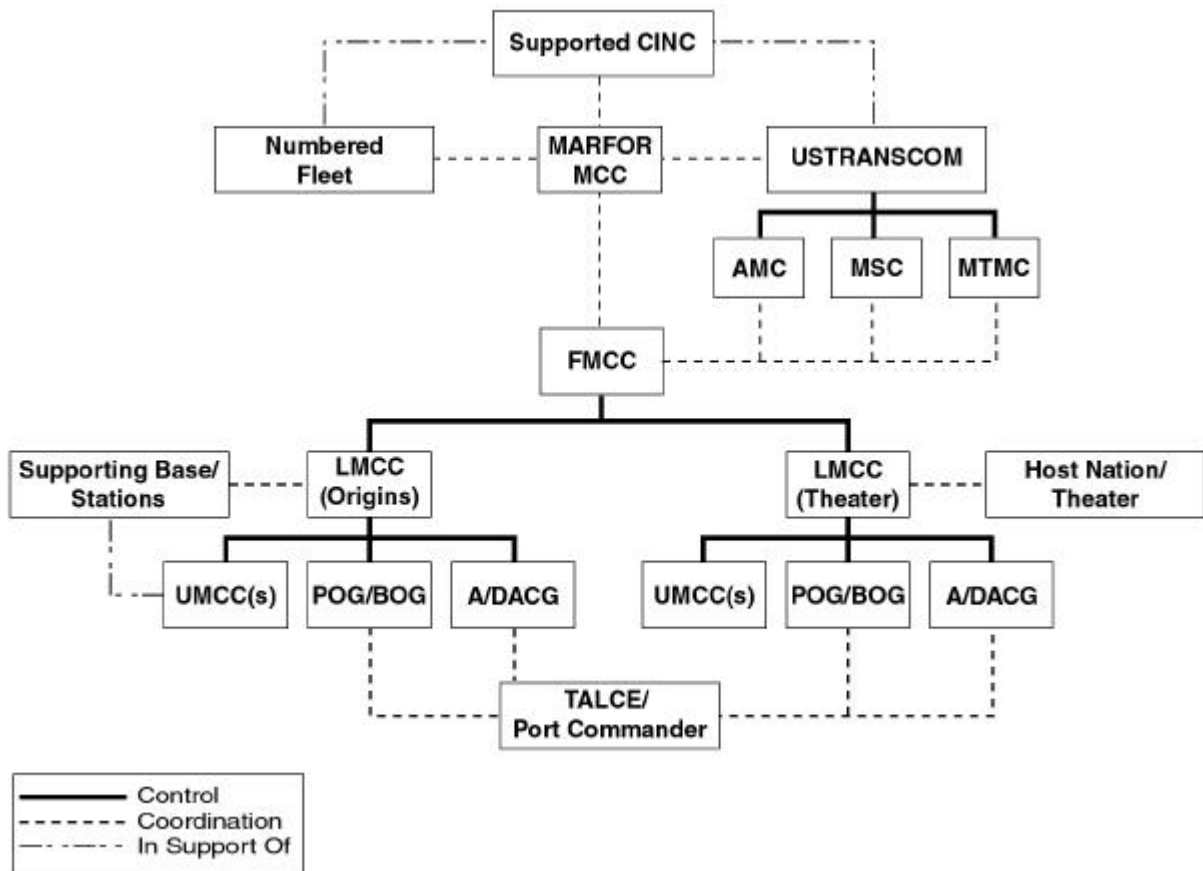 Supported CINC
Numbered
Fleet
MARFOR
MCC
USTRANSCOM
AMC
MSC
MTMC
FMCC
Supporting Base/
Stations
LMCC
(Origins)
LMCC
(Theater)
Host Nation/
Theater
UMCC(s)
POG/BOG
A/DACG
UMCC(s)
POG/BOG
A/DACG
TALCE/
Port Commander
Control
Coordination
In Support Of